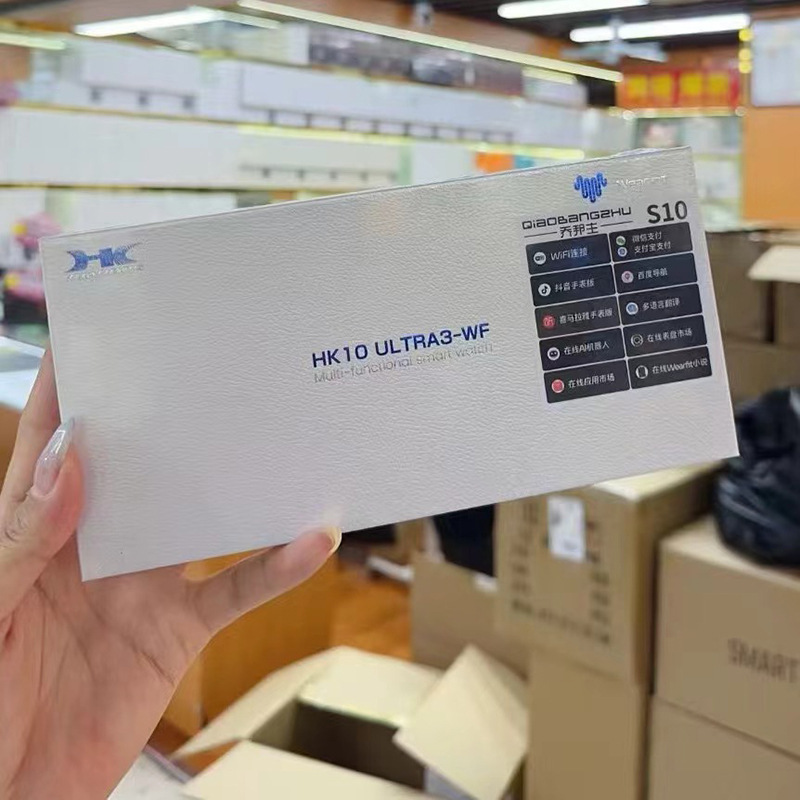 HK
HK10 ULTRA3-WF
Multi-functional smart watch
Wearfit
QIAOBANGZHU
乔邦主
S10
WiFi连接
微信支付
支付宝支付
抖音手表版
百度导航
喜马拉雅手表版
多语言翻译
在线AI机器人
在线表盘市场
在线应用市场
在线Wearfit小说
SMART